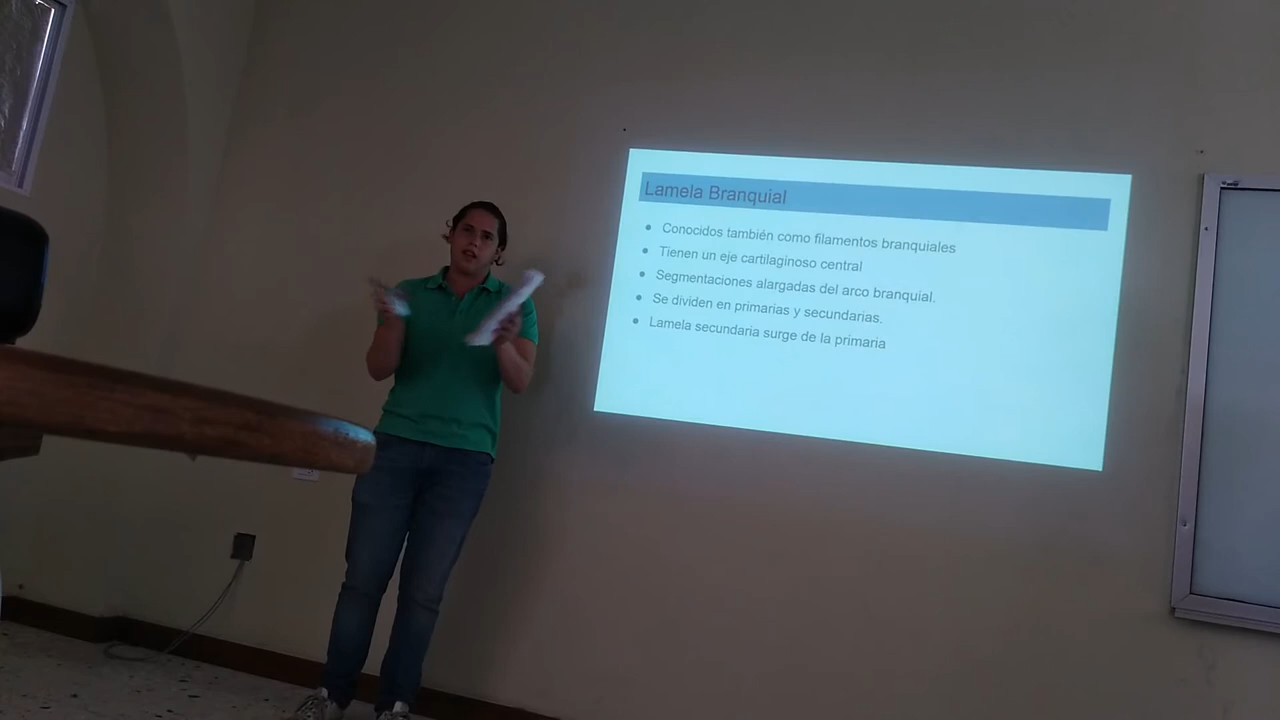 Lamela Branquial
• Conocidos también como filamentos branquiales
• Tienen un eje cartilaginoso central
• Segmentaciones alargadas del arco branquial.
• Se dividen en primarias y secundarias.
• Lamela secundaria surge de la primaria